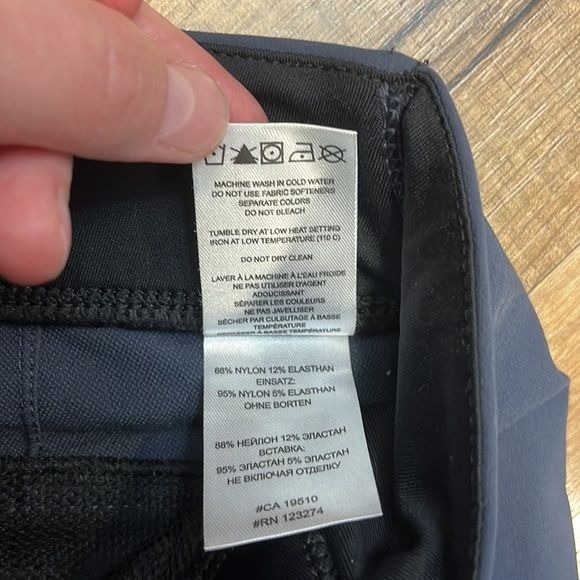 MACHINE WASH IN COLD WATER
DO NOT USE FABRIC SOFTENERS
SEPARATE COLORS
DO NOT BLEACH
TUMBLE DRY AT LOW HEAT SETTING
IRON AT LOW TEMPERATURE (110 C)
DO NOT DRY CLEAN
LAVER À LA MACHINE À L'EAU FROIDE
NE PAS UTILISER D'AGENT
ADOUCISSANT
SÉPARER LES COULEURS
NE PAS JAVELLISER
SÉCHER PAR CULBUTAGE À BASSE
TEMPÉRATURE
REPASSER À BASSE TEMPÉRATURE
88% NYLON 12% ELASTHAN
EINSATZ:
95% NYLON 5% ELASTHAN
OHNE BORTEN
88% НЕЙЛОН 12% ЭЛАСТАН
ВСТАВКА:
95% ЭЛАСТАН 5% ЭЛАСТАН
НЕ ВКЛЮЧАЯ ОТДЕЛКУ
#CA 19510
#RN 123274